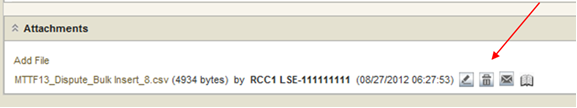 Attachments
Add File
MTTF13_Dispute_Bulk Insert_8.csv (4934 bytes) by RCC1 LSE-111111111 (08/27/2012 06:27:53)